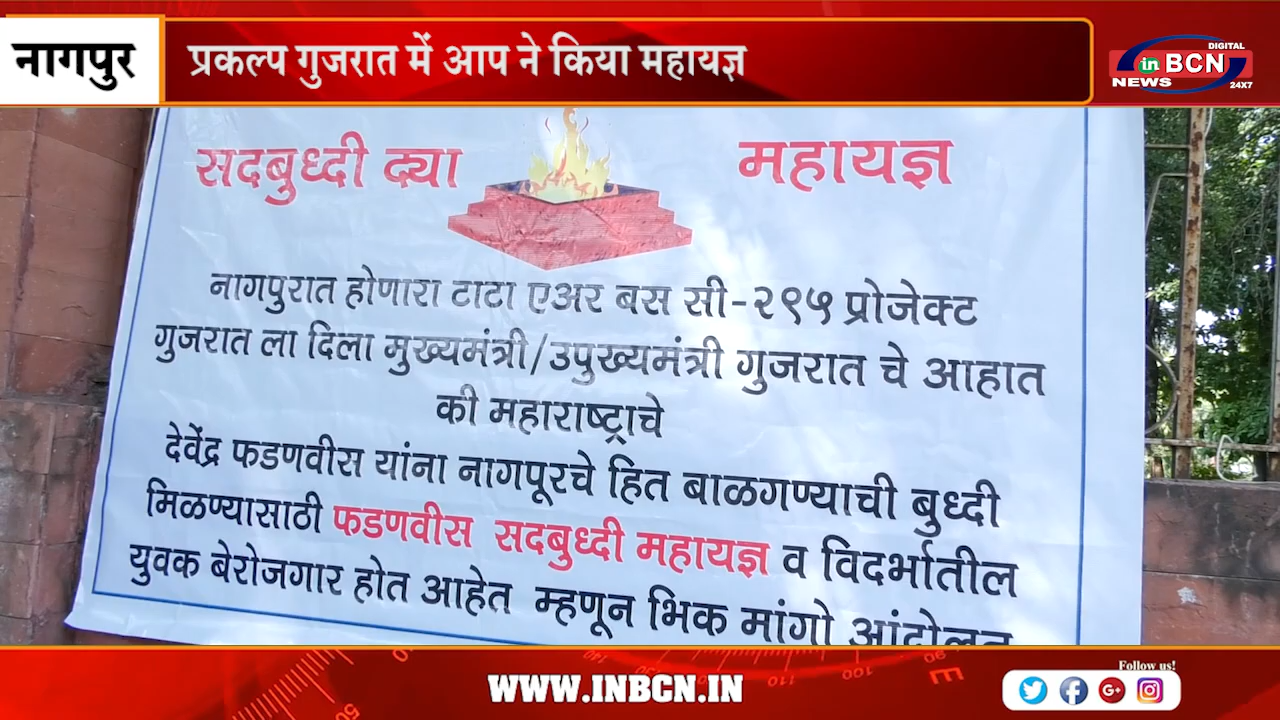 नागपुर
प्रकल्प गुजरात में आप ने किया महायज्ञ
DIGITAL
in BCN
NEWS
24X7
सदबुध्दी द्या महायज्ञ
नागपुरात होणारा टाटा एअर बस सी-२९५ प्रोजेक्ट
गुजरात ला दिला मुख्यमंत्री/उपुख्यमंत्री गुजरात चे आहात
की महाराष्ट्राचे
देवेंद्र फडणवीस यांना नागपूरचे हित बाळगण्याची बुध्दी
मिळण्यासाठी फडणवीस सदबुध्दी महायज्ञ व विदर्भातील
युवक बेरोजगार होत आहेत म्हणून भिक मांगो आंदोलन
WWW.INBCN.IN
Follow us!